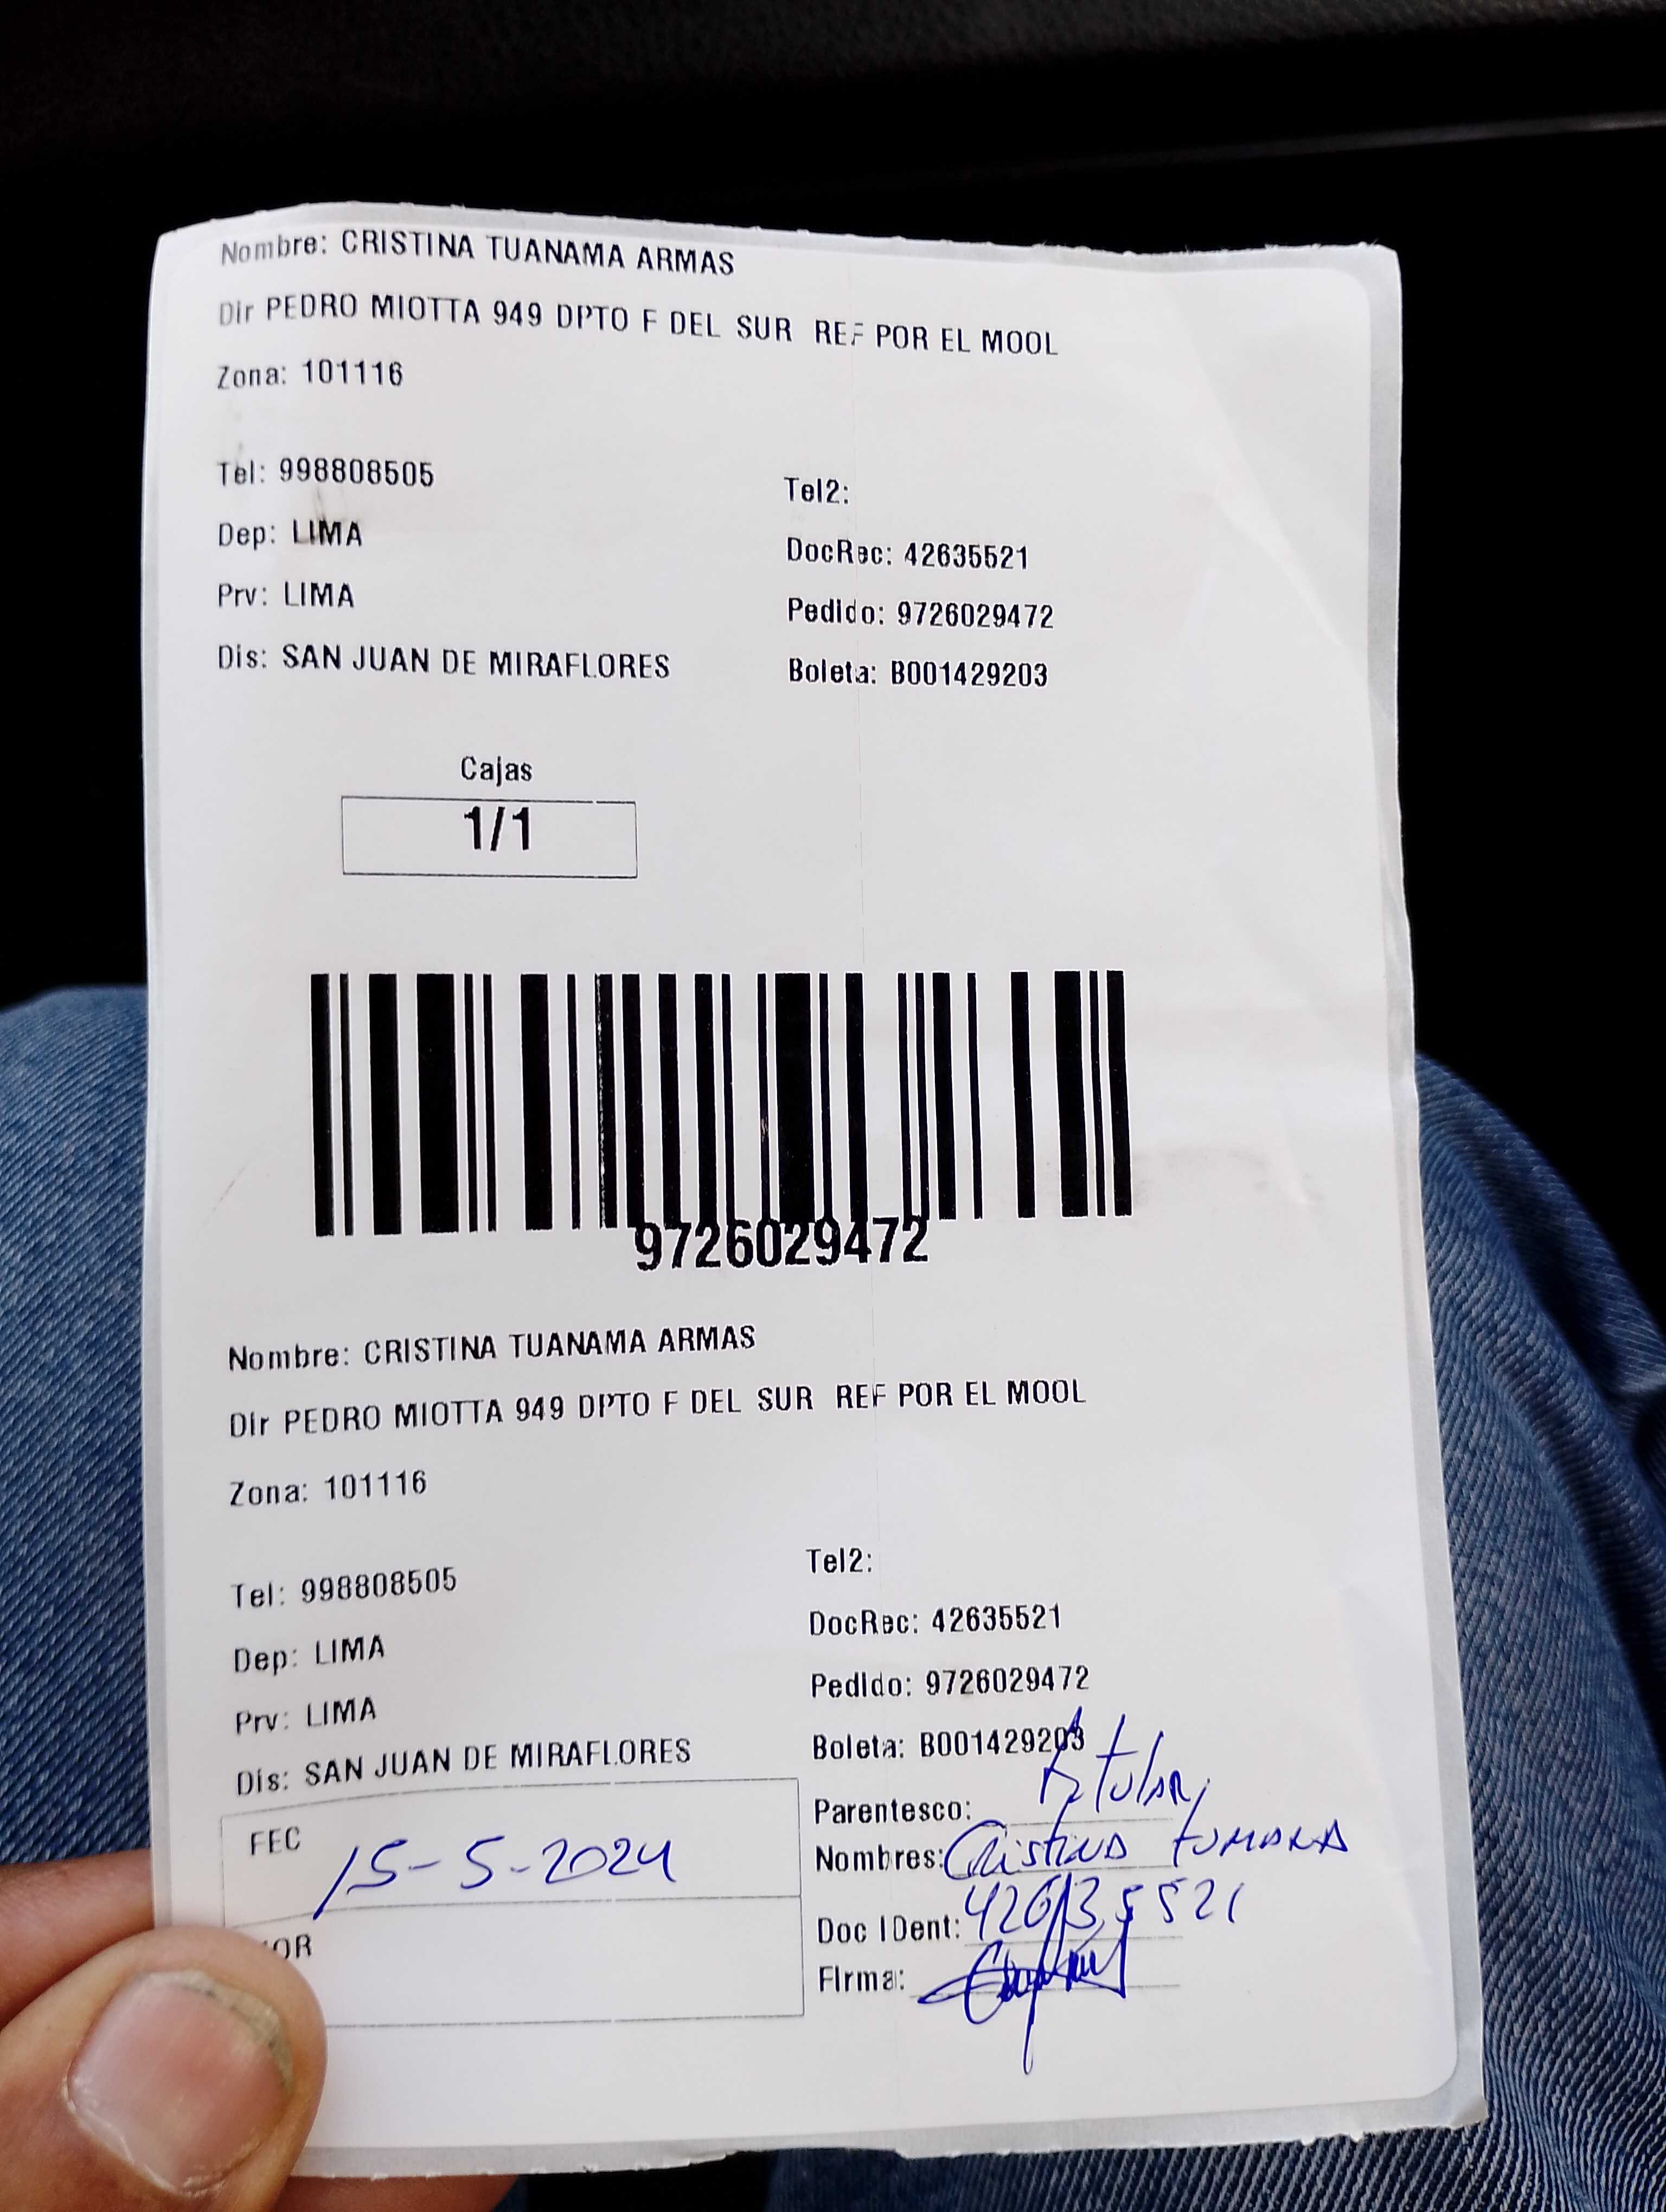 Nombre: CRISTINA TUANAMA ARMAS
Dir PEDRO MIOTTA 949 DPTO F DEL SUR REF POR EL MOOL
Zona: 101116
Tel: 998808505
Tel2:
Dep: LIMA
DocRec: 42635521
Prv: LIMA
Pedido: 9726029472
Dis: SAN JUAN DE MIRAFLORES
Boleta: B001429203
Cajas
1/1
9726029472
Nombre: CRISTINA TUANAMA ARMAS
Dir PEDRO MIOTTA 949 DPTO F DEL SUR REF POR EL MOOL
Zona: 101116
Tel: 998808505
Tel2:
Dep: LIMA
DocRec: 42635521
Prv: LIMA
Pedido: 9726029472
Dis: SAN JUAN DE MIRAFLORES
Boleta: B001429203
FEC 15-5-2024
Parentesco: titular
Nombres: Cristina
Doc IDent: 42635521
Firma: